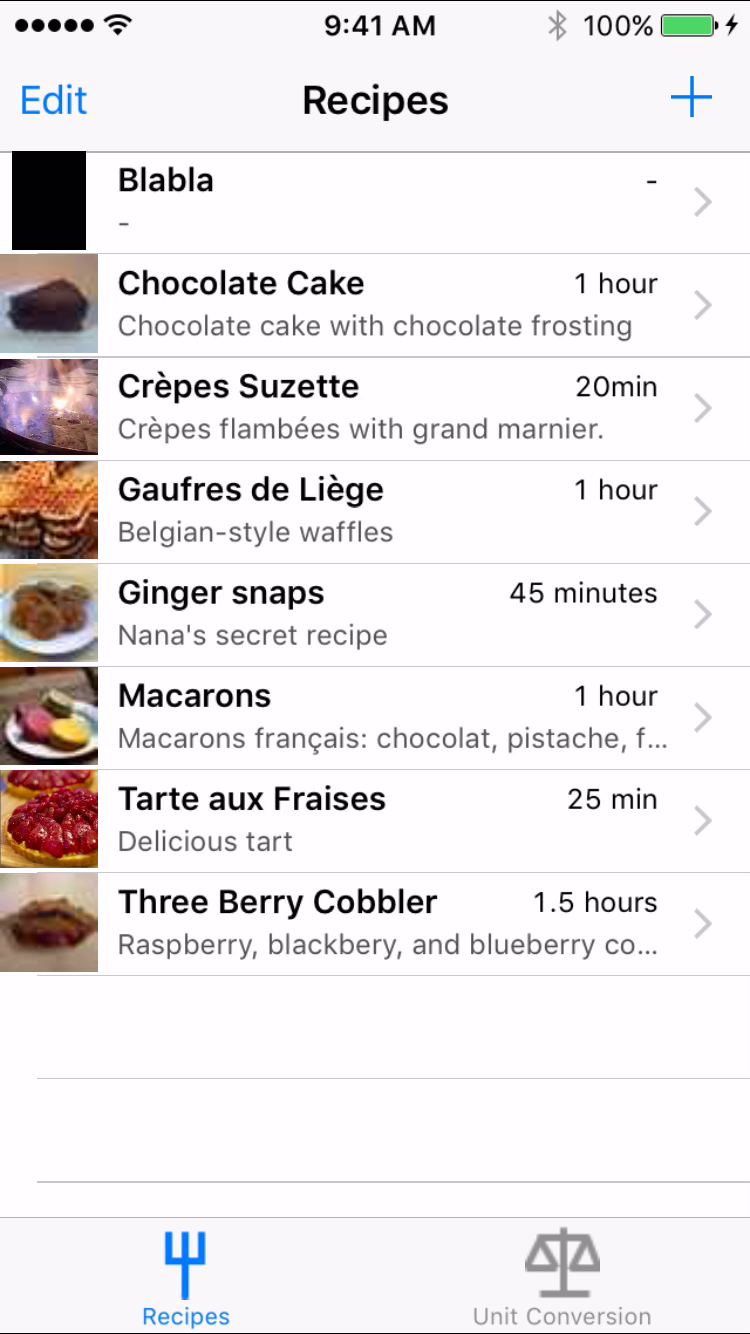 9:41 AM 100%
Edit Recipes
Blabla -
-
Chocolate Cake 1 hour
Chocolate cake with chocolate frosting
Crèpes Suzette 20min
Crèpes flambées with grand marnier.
Gaufres de Liège 1 hour
Belgian-style waffles
Ginger snaps 45 minutes
Nana's secret recipe
Macarons 1 hour
Macarons français: chocolat, pistache, f...
Tarte aux Fraises 25 min
Delicious tart
Three Berry Cobbler 1.5 hours
Raspberry, blackbery, and blueberry co...
Recipes Unit Conversion